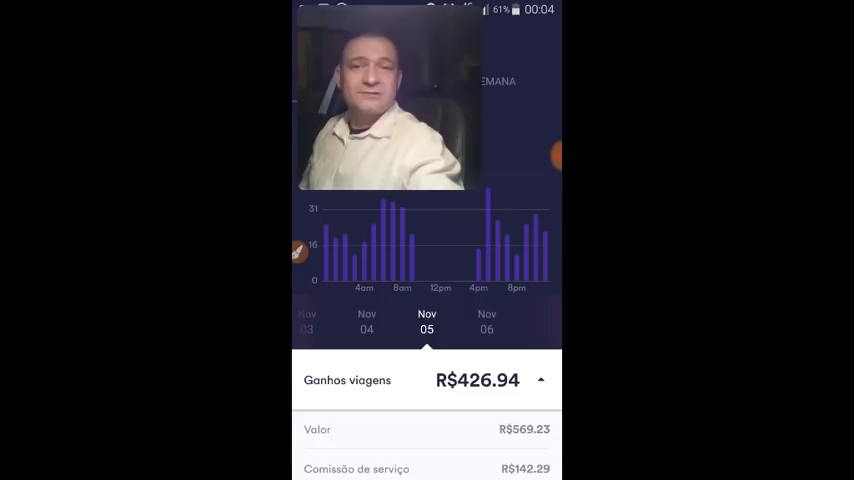 61% 00:04
EMANA
31
16
0
4am 8am 12pm 4pm 8pm
Nov Nov Nov Nov
03 04 05 06
Ganhos viagens R$426.94
Valor R$569.23
Comissão de serviço R$142.29